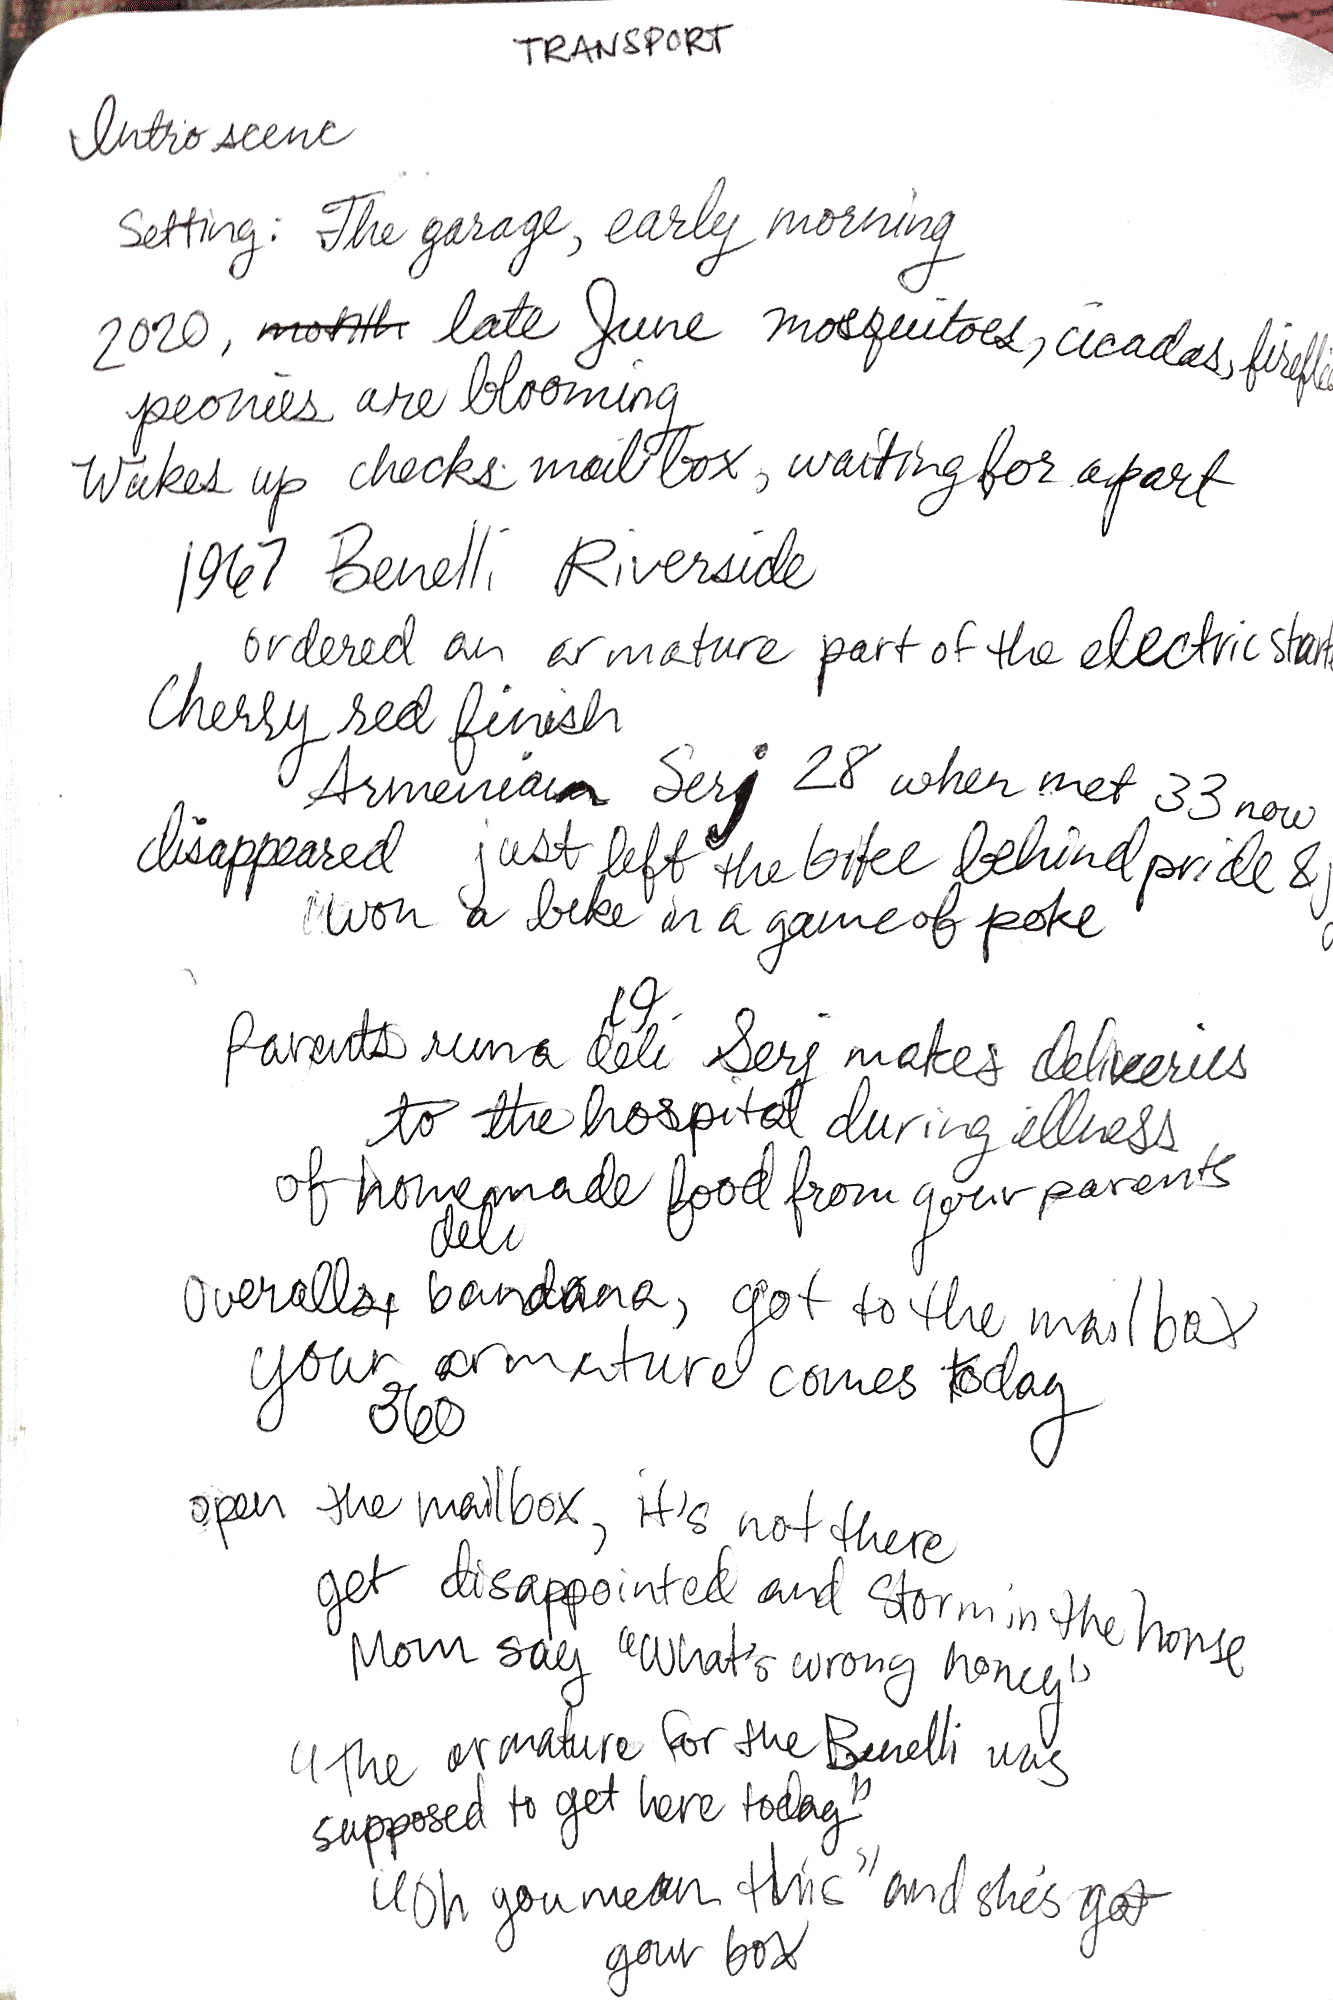 TRANSPORT
Intro scene
Setting: The garage, early morning
2020, month late June mosquitoes, cicadas, fireflies
peonies are blooming
Wakes up checks mailbox, waiting for a part
1967 Benelli Riverside
ordered an armature part of the electric start
Cherry red finish
Armenian Serj 28 when met 33 now
disappeared just left the bike behind pride &
won a bike in a game of poke
19
Parents run a deli Serj makes deliveries
to the hospital during illness
of homemade food from your parents
deli
Overalls, bandana, got to the mailbox
your armature comes today
360
open the mailbox, it's not there
get disappointed and storm in the house
Mom say "What's wrong honey"
"The armature for the Benelli was
supposed to get here today"
"Oh you mean this" and she's got
your box